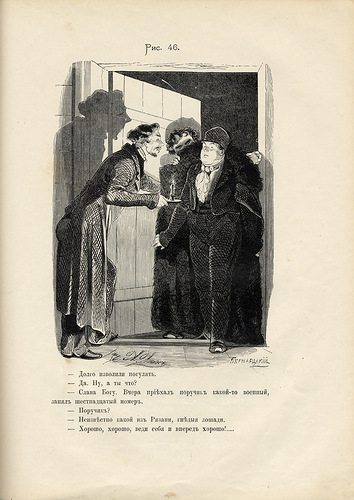 Рис. 46.
Бернардскій
— Долго изволили погулять.
— Да. Ну, а ты что?
— Слава Богу. Вчера пріѣхалъ поручикъ какой-то военный,
занялъ шестнадцатый номеръ.
— Поручикъ?
— Неизвѣстно какой изъ Рязани, гнѣдыя лошади.
— Хорошо, хорошо, веди себя и впередъ хорошо!....